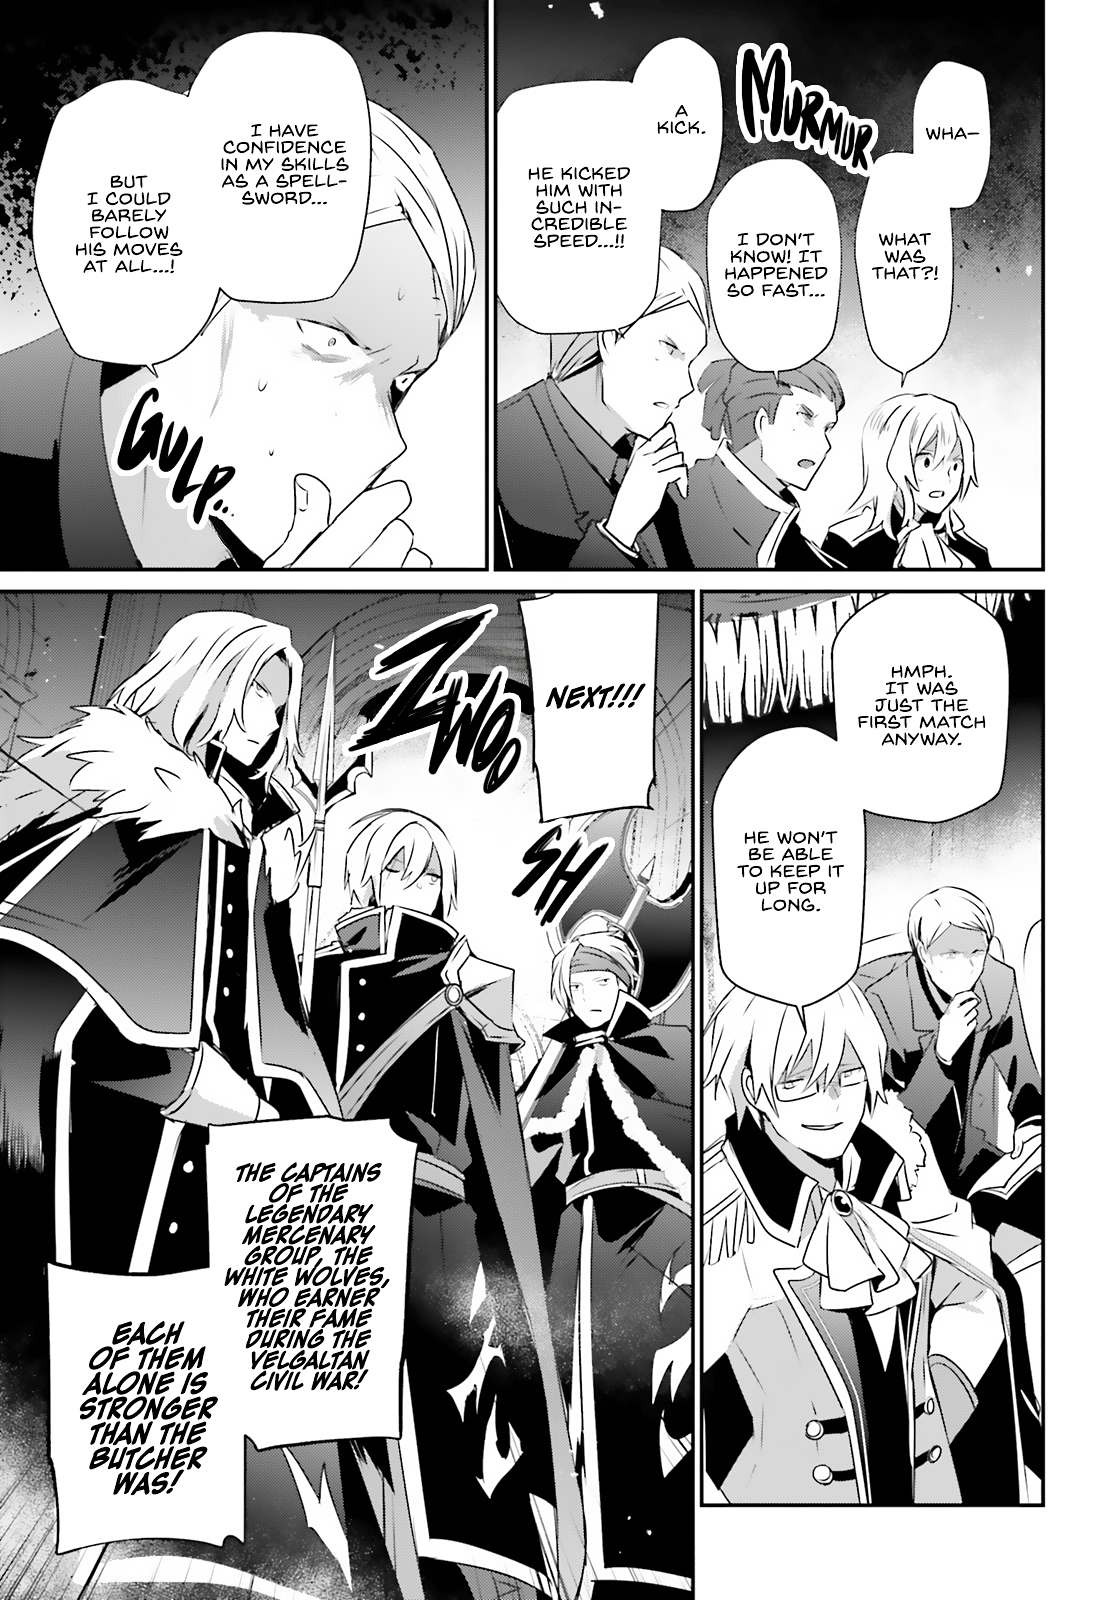 WHA-
WHAT
WAS
THAT?!
MURMUR
I DON'T
KNOW! IT
HAPPENED
SO FAST...
A
KICK.
HE KICKED
HIM WITH
SUCH IN-
CREDIBLE
SPEED...!!
I HAVE
CONFIDENCE
IN MY SKILLS
AS A SPELL-
SWORD...
BUT
I COULD
BARELY
FOLLOW
HIS MOVES
AT ALL...!
GULP...
HMPH.
IT WAS
JUST THE
FIRST MATCH
ANYWAY.
HE WON'T
BE ABLE
TO KEEP IT
UP FOR
LONG.
NEXT!!!
ZWOO
SH
THE CAPTAINS
OF THE
LEGENDARY
MERCENARY
GROUP, THE
WHITE WOLVES,
WHO EARNER
THEIR FAME
DURING THE
VELGALTAN
CIVIL WAR!
EACH
OF THEM
ALONE IS
STRONGER
THAN THE
BUTCHER
WAS!